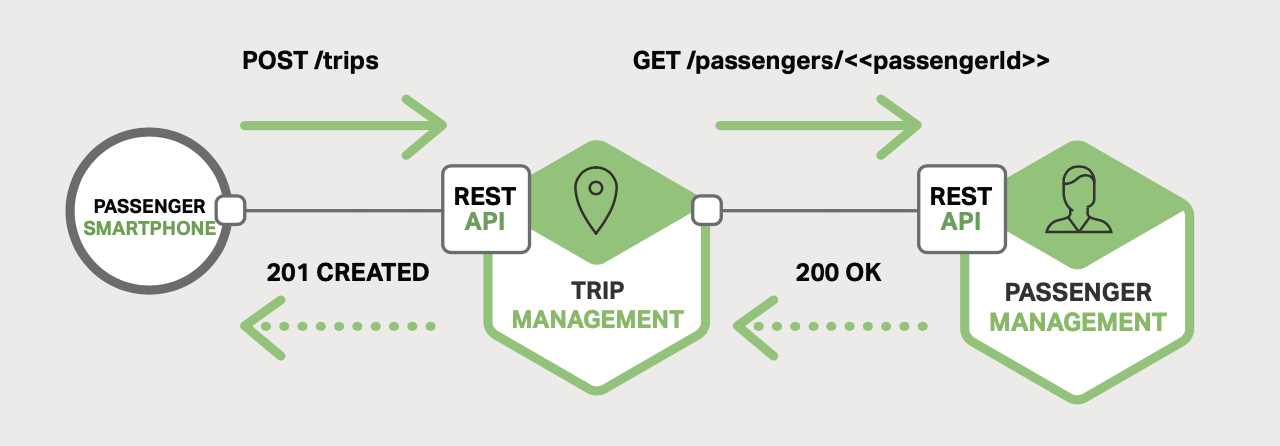 POST /trips
GET /passengers/<<passengerId>>
PASSENGER
SMARTPHONE
REST
API
REST
API
201 CREATED
TRIP
MANAGEMENT
200 OK
PASSENGER
MANAGEMENT